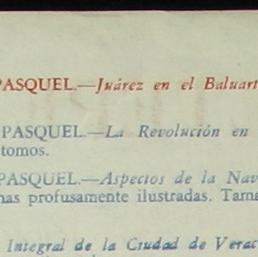 PASQUEL.—Juárez en el Baluart
PASQUEL.—La Revolución en
tomos.
PASQUEL.—Aspectos de la Nav
nas profusamente ilustradas. Tama
Integral de la Ciudad de Verac